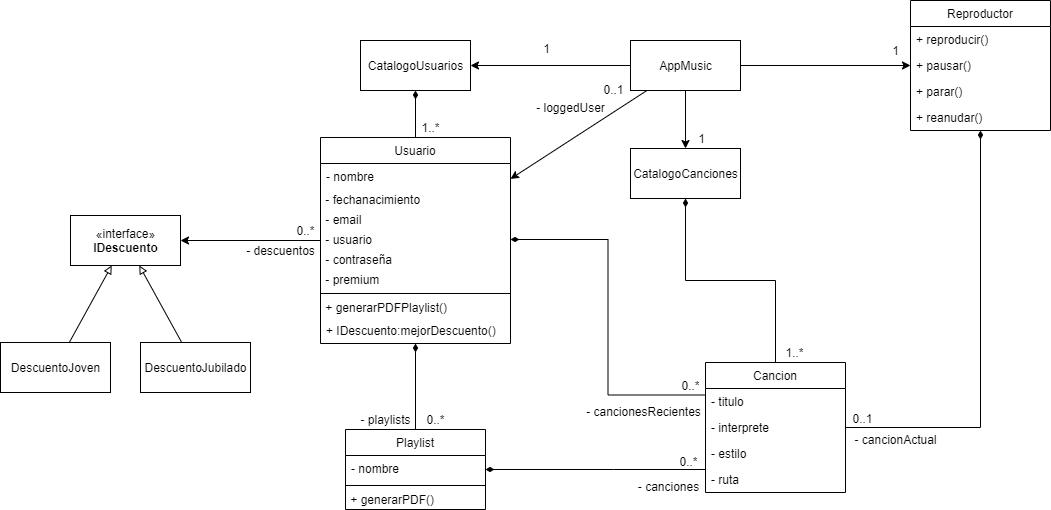 Reproductor
+ reproducir()
+ pausar()
+ parar()
+ reanudar()
CatalogoUsuarios
1
AppMusic
1
0..1
- loggedUser
1..*
1
CatalogoCanciones
Usuario
- nombre
- fechanacimiento
- email
- usuario
- contraseña
- premium
+ generarPDFPlaylist()
+ IDescuento:mejorDescuento()
«interface»
IDescuento
0..*
- descuentos
DescuentoJoven
DescuentoJubilado
1..*
Cancion
- titulo
- interprete
- estilo
- ruta
0..*
- cancionesRecientes
0..1
- cancionActual
- playlists
0..*
Playlist
- nombre
+ generarPDF()
0..*
- canciones